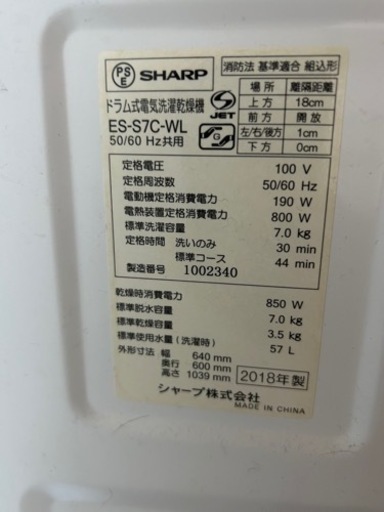 PS
E
SHARP
ドラム式電気洗濯乾燥機
ES-S7C-WL
50/60 Hz共用
S
JET
G
消防法 基準適合 組込形
場所 離隔距離
上方 18cm
前方 開放
左/右/後方 1cm
下方 0cm
定格電圧 100 V
定格周波数 50/60 Hz
電動機定格消費電力 190 W
電熱装置定格消費電力 800 W
標準洗濯容量 7.0 kg
定格時間 洗いのみ 30 min
標準コース 44 min
製造番号 1002340
乾燥時消費電力 850 W
標準脱水容量 7.0 kg
標準乾燥容量 3.5 kg
標準使用水量(洗濯時) 57 L
外形寸法 幅 640 mm
奥行 600 mm
高さ 1039 mm
2018年製
シャープ株式会社
MADE IN CHINA